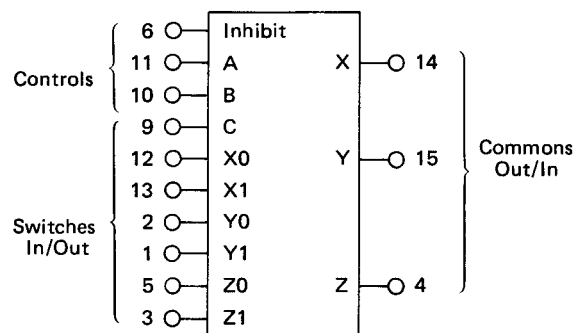 6 Inhibit
11 A X 14
Controls
10 B
9 C
12 X0 Y 15
Commons
Out/In
13 X1
2 Y0
Switches
In/Out
1 Y1
5 Z0 Z 4
3 Z1